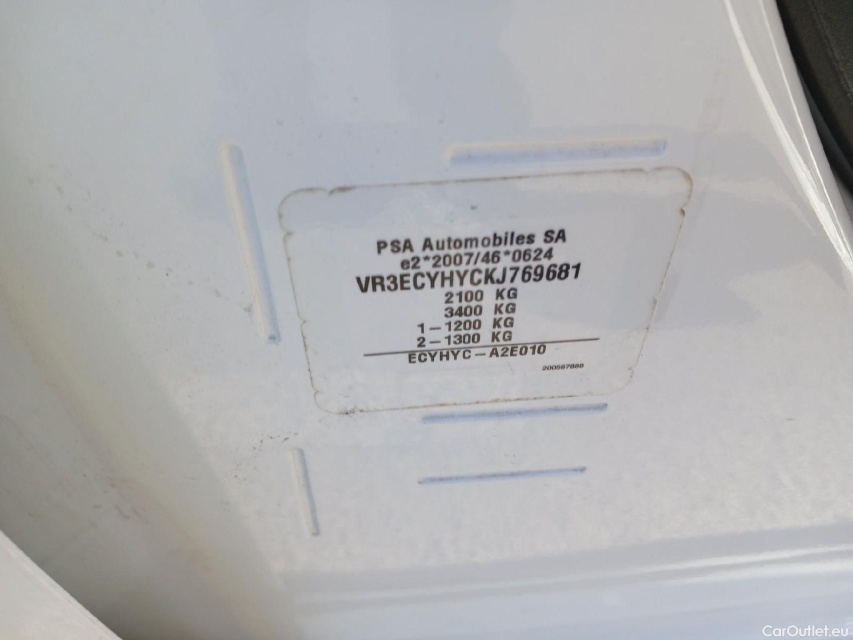 PSA Automobiles SA
e2*2007/46*0624
VR3ECYHYCKJ769681
2100 KG
3400 KG
1-1200 KG
2-1300 KG
ECYHYC-A2E010
CarOutlet.eu